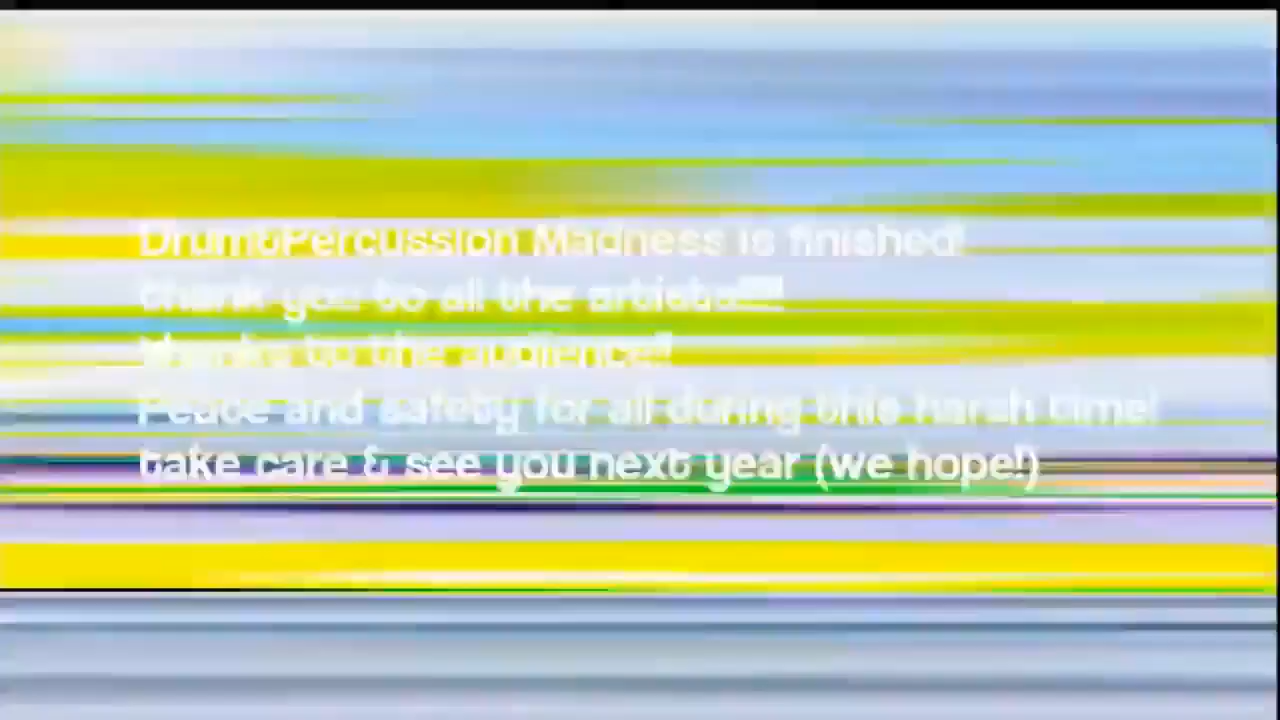 Drum&Percussion Madness is finished!
thank you to all the artists!!!!
thanks to the audience!!
Peace and safety for all during this harsh time!
take care & see you next year (we hope!)